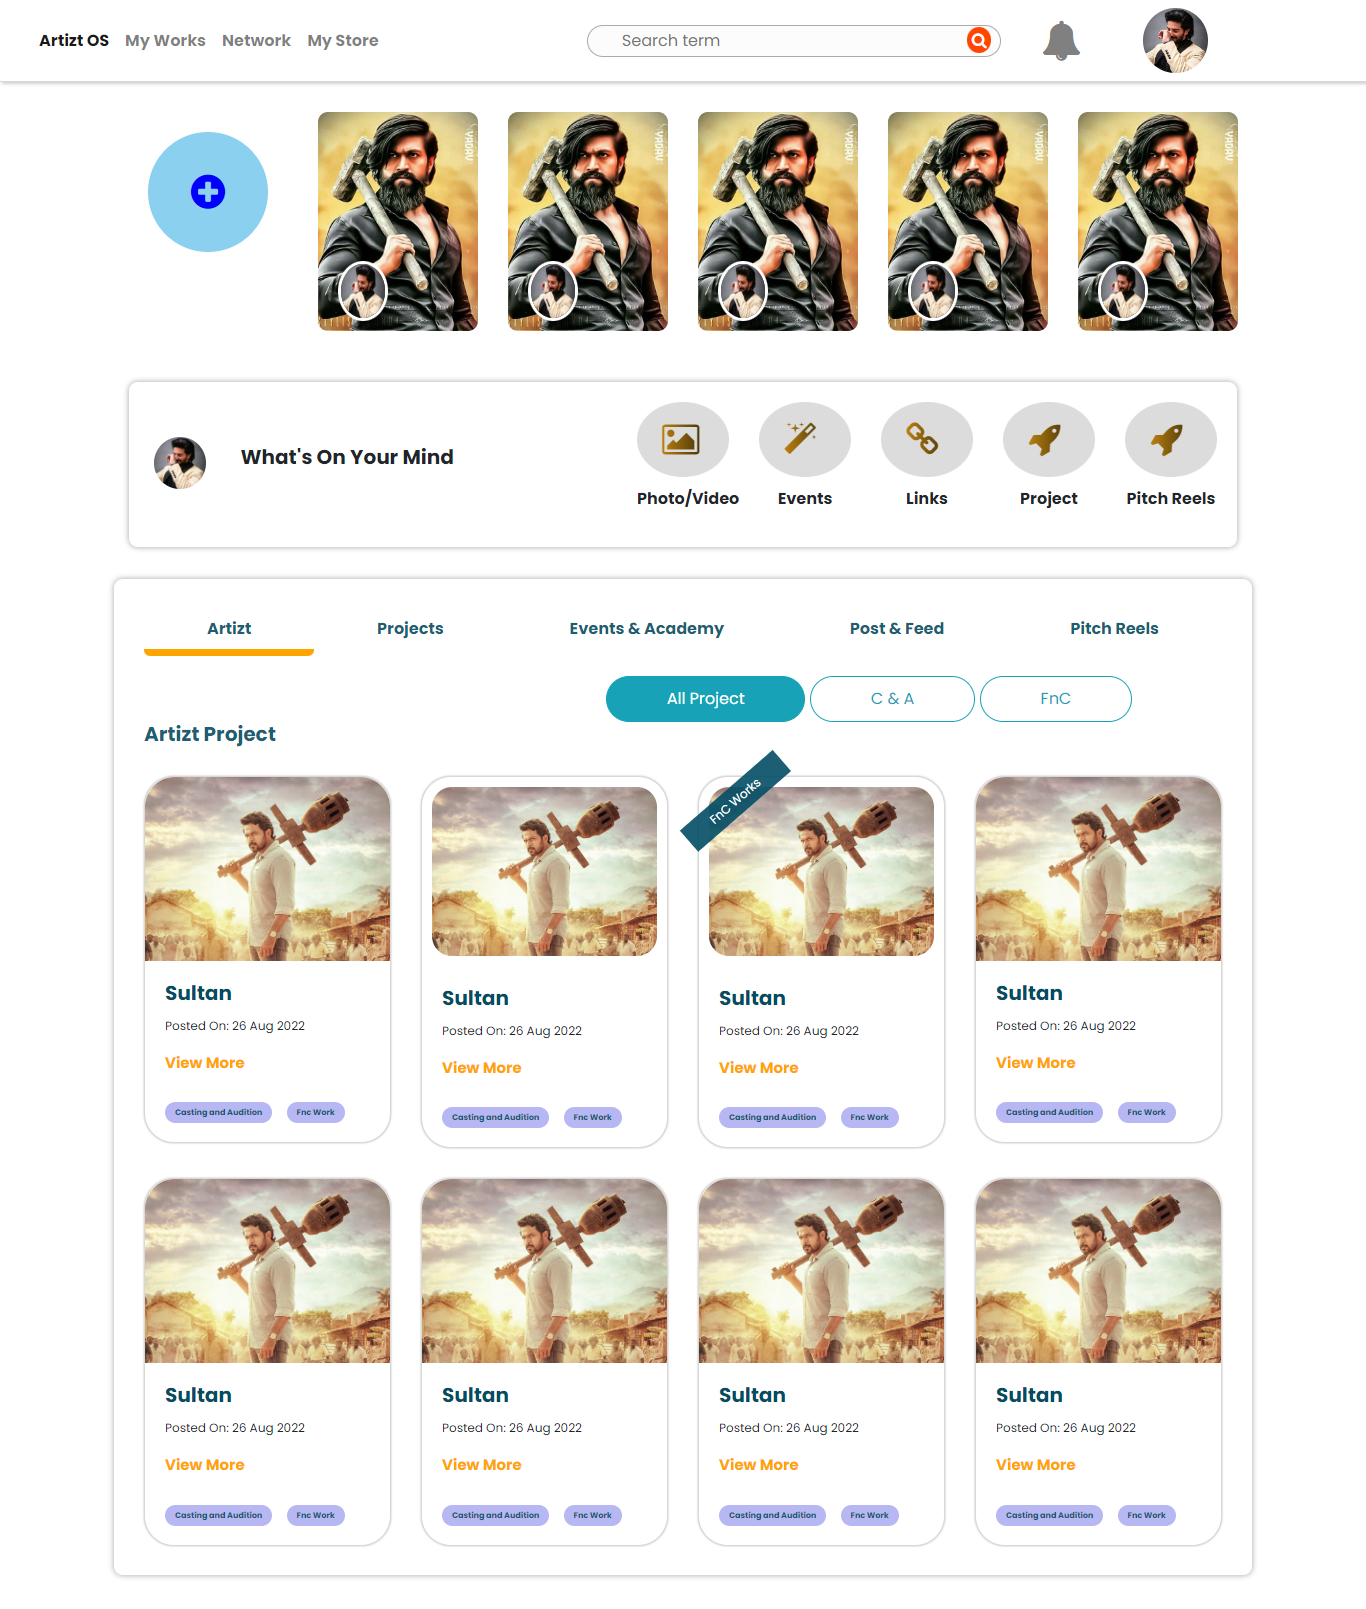 Artizt OS My Works Network My Store Search term
What's On Your Mind
Photo/Video Events Links Project Pitch Reels
Artizt Projects Events & Academy Post & Feed Pitch Reels
All Project C & A FnC
Artizt Project
FnC Works
Sultan Sultan Sultan Sultan
Posted On: 26 Aug 2022 Posted On: 26 Aug 2022 Posted On: 26 Aug 2022 Posted On: 26 Aug 2022
View More View More View More View More
Casting and Audition Fnc Work Casting and Audition Fnc Work Casting and Audition Fnc Work Casting and Audition Fnc Work
Sultan Sultan Sultan Sultan
Posted On: 26 Aug 2022 Posted On: 26 Aug 2022 Posted On: 26 Aug 2022 Posted On: 26 Aug 2022
View More View More View More View More
Casting and Audition Fnc Work Casting and Audition Fnc Work Casting and Audition Fnc Work Casting and Audition Fnc Work